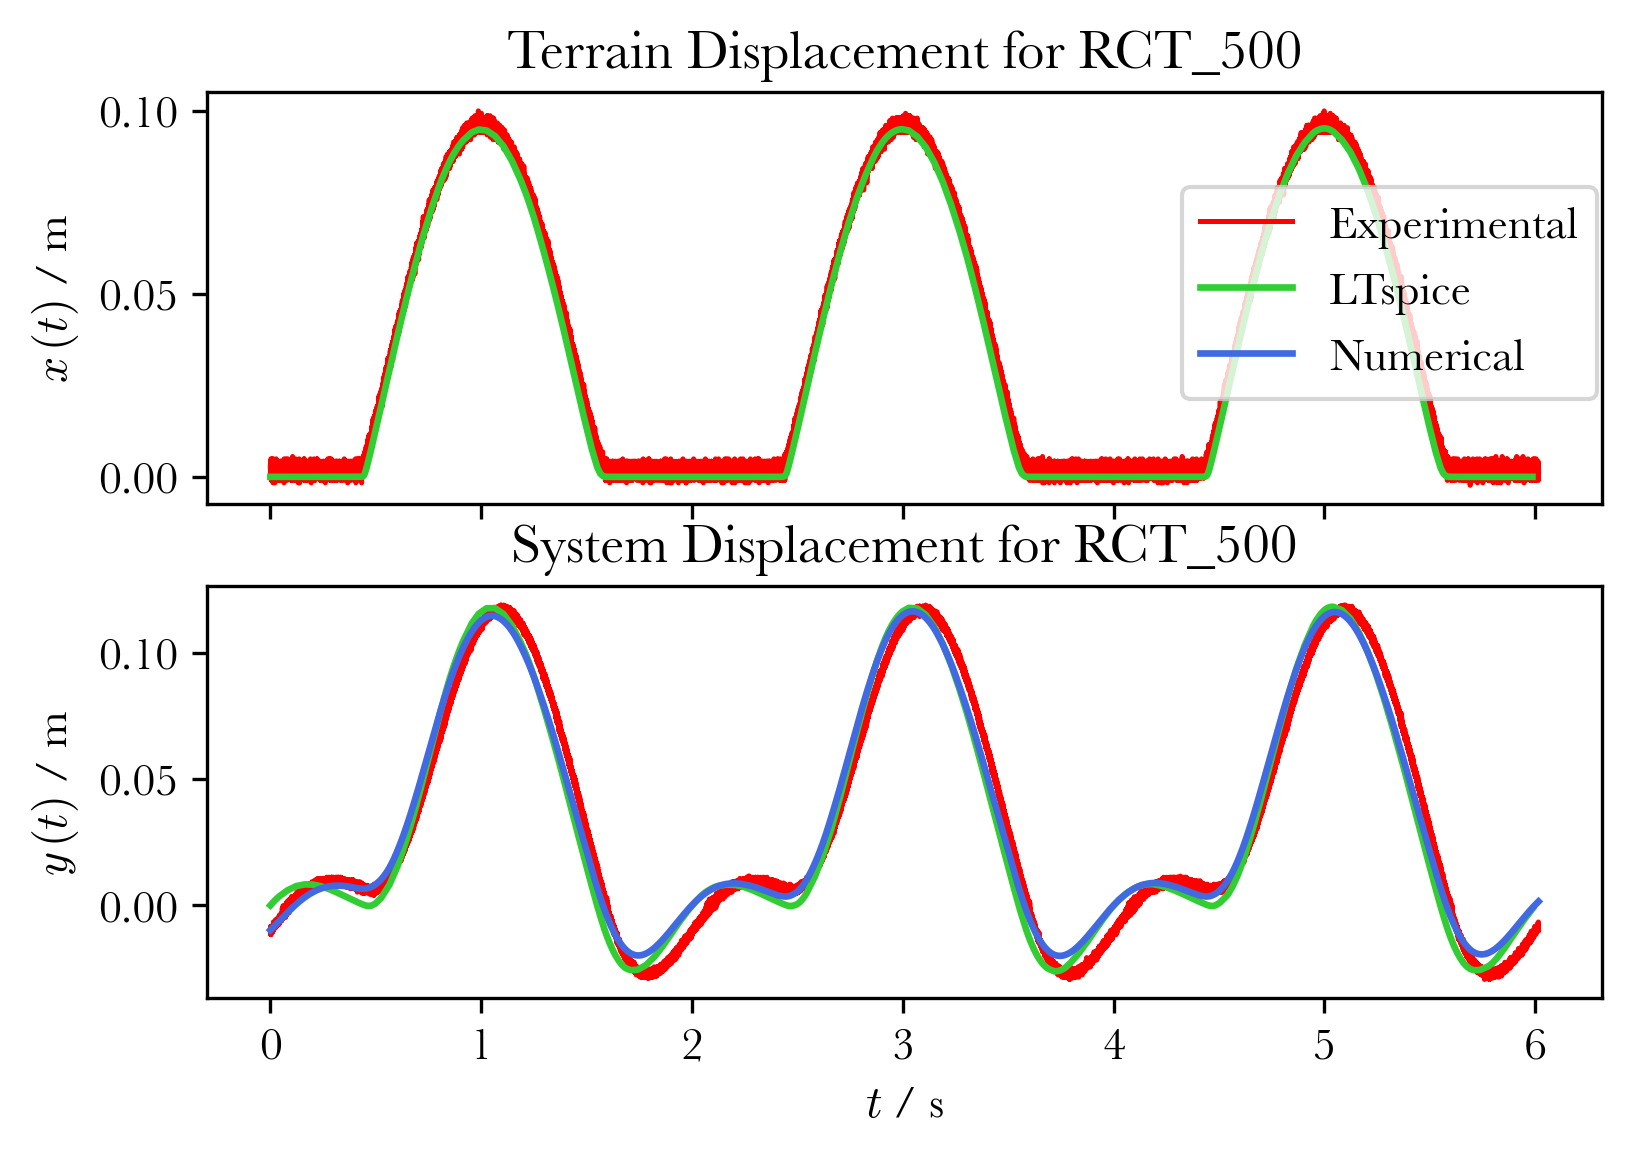 Terrain Displacement for RCT_500
0.10
0.05
0.00
x (t) / m
Experimental
LTspice
Numerical
System Displacement for RCT_500
0.10
0.05
0.00
y (t) / m
0 1 2 3 4 5 6
t / s